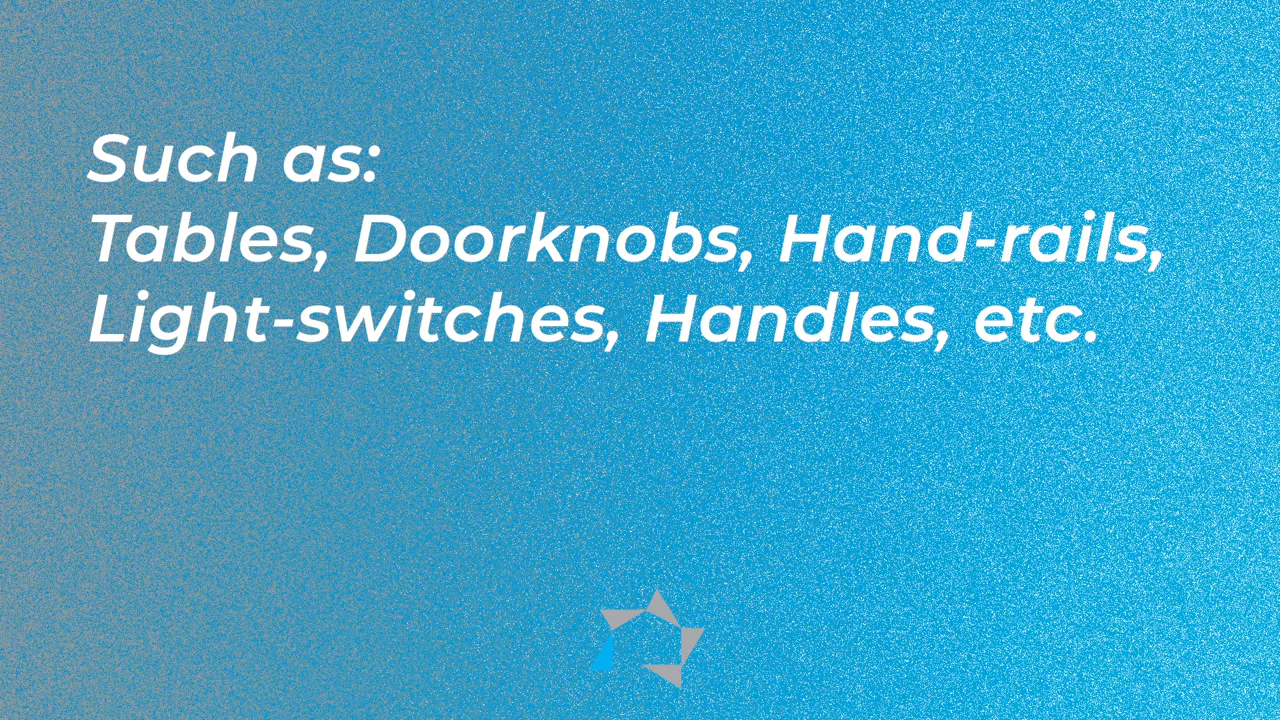 Such as:
Tables, Doorknobs, Hand-rails,
Light-switches, Handles, etc.